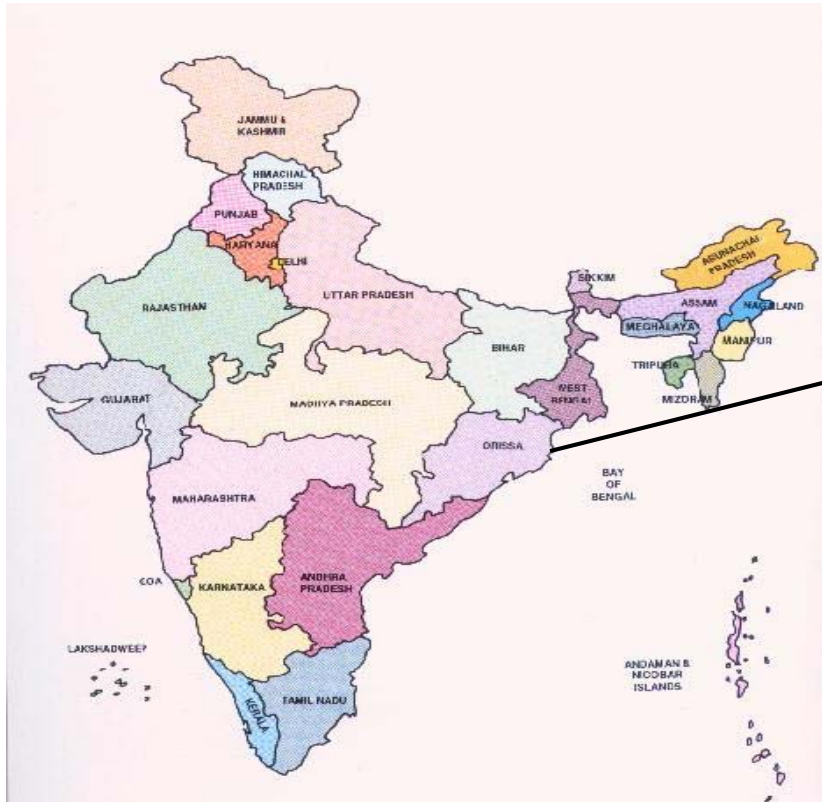 JAMMU &
KASHMIR
HIMACHAL
PRADESH
PUNJAB
HARYANA
DELHI
RAJASTHAN
UTTAR PRADESH
SIKKIM
ARUNACHAL
PRADESH
ASSAM
NAGALAND
MEGHALAYA
MANIPUR
BIHAR
TRIPURA
MIZORAM
WEST
BENGAL
GUJARAT
MADHYA PRADESH
ORISSA
BAY
OF
BENGAL
MAHARASHTRA
GOA
KARNATAKA
ANDHRA
PRADESH
LAKSHADWEEP
ANDAMAN &
NICOBAR
ISLANDS
KERALA
TAMIL NADU